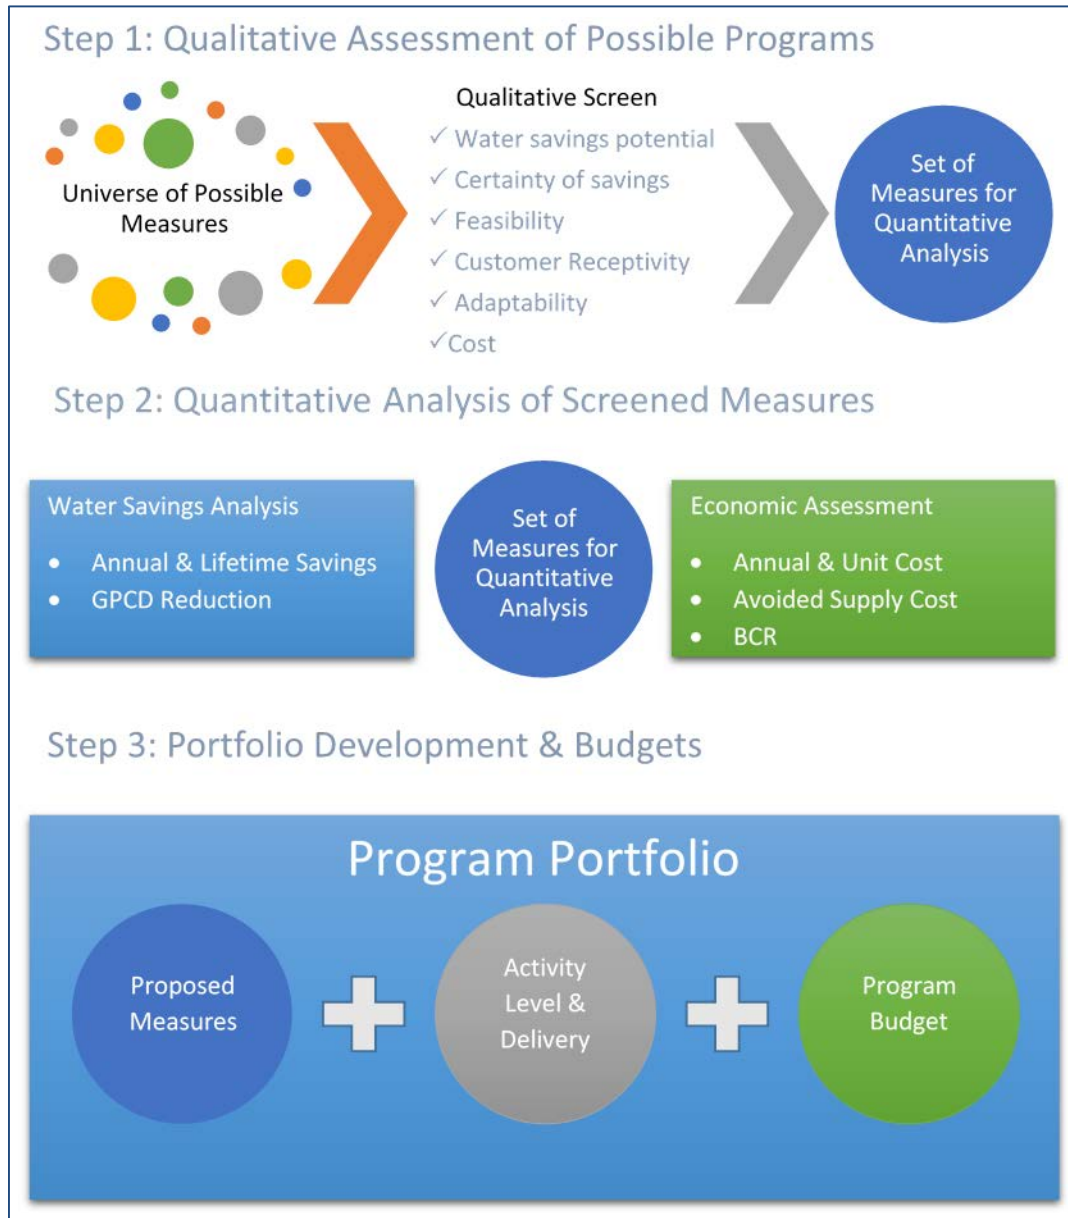 Step 1: Qualitative Assessment of Possible Programs
Universe of Possible
Measures
Qualitative Screen
✓ Water savings potential
✓ Certainty of savings
✓ Feasibility
✓ Customer Receptivity
✓ Adaptability
✓Cost
Set of
Measures for
Quantitative
Analysis
Step 2: Quantitative Analysis of Screened Measures
Water Savings Analysis
• Annual & Lifetime Savings
• GPCD Reduction
Set of
Measures for
Quantitative
Analysis
Economic Assessment
• Annual & Unit Cost
• Avoided Supply Cost
• BCR
Step 3: Portfolio Development & Budgets
Program Portfolio
Proposed
Measures
Activity
Level &
Delivery
Program
Budget